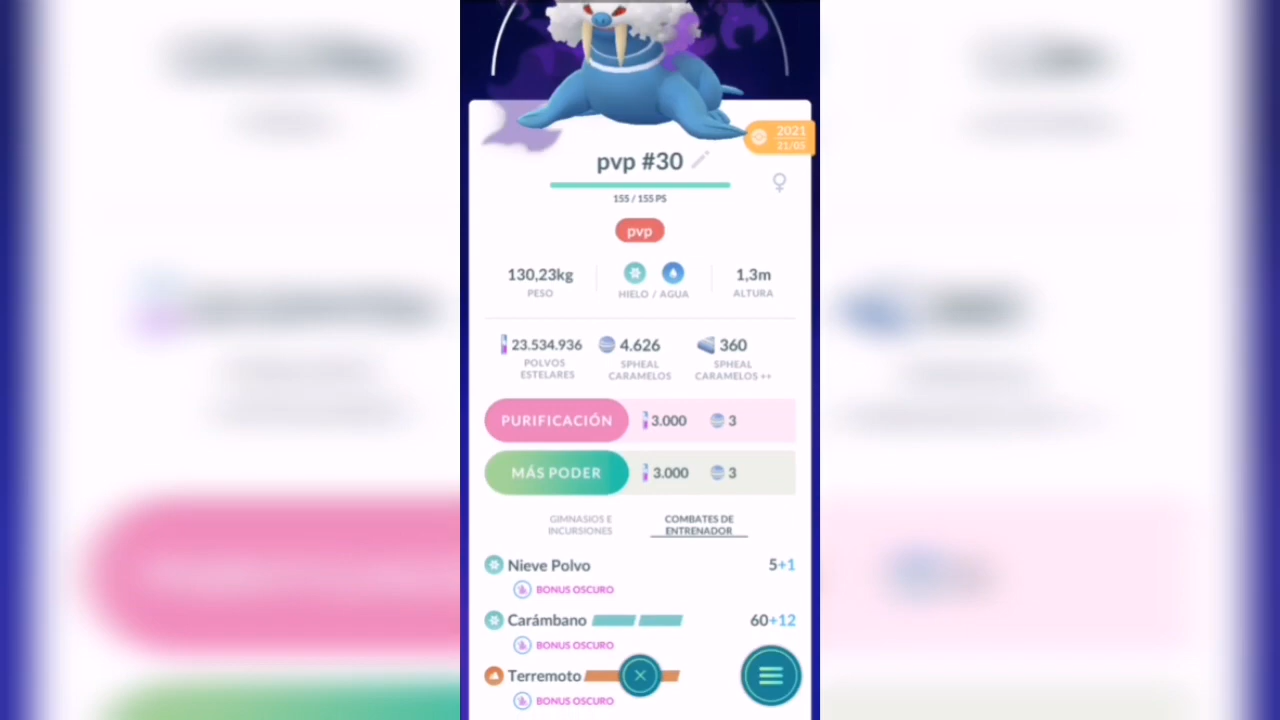 2021
21/05
pvp #30
155 / 155 PS
pvp
130,23kg
PESO
HIELO / AGUA
1,3m
ALTURA
23.534.936
POLVOS
ESTELARES
4.626
SPHEAL
CARAMELOS
360
SPHEAL
CARAMELOS ++
PURIFICACIÓN 3.000 3
MÁS PODER 3.000 3
GIMNASIOS E
INCURSIONES
COMBATES DE
ENTRENADOR
Nieve Polvo 5+1
BONUS OSCURO
Carámbano 60+12
BONUS OSCURO
Terremoto
BONUS OSCURO